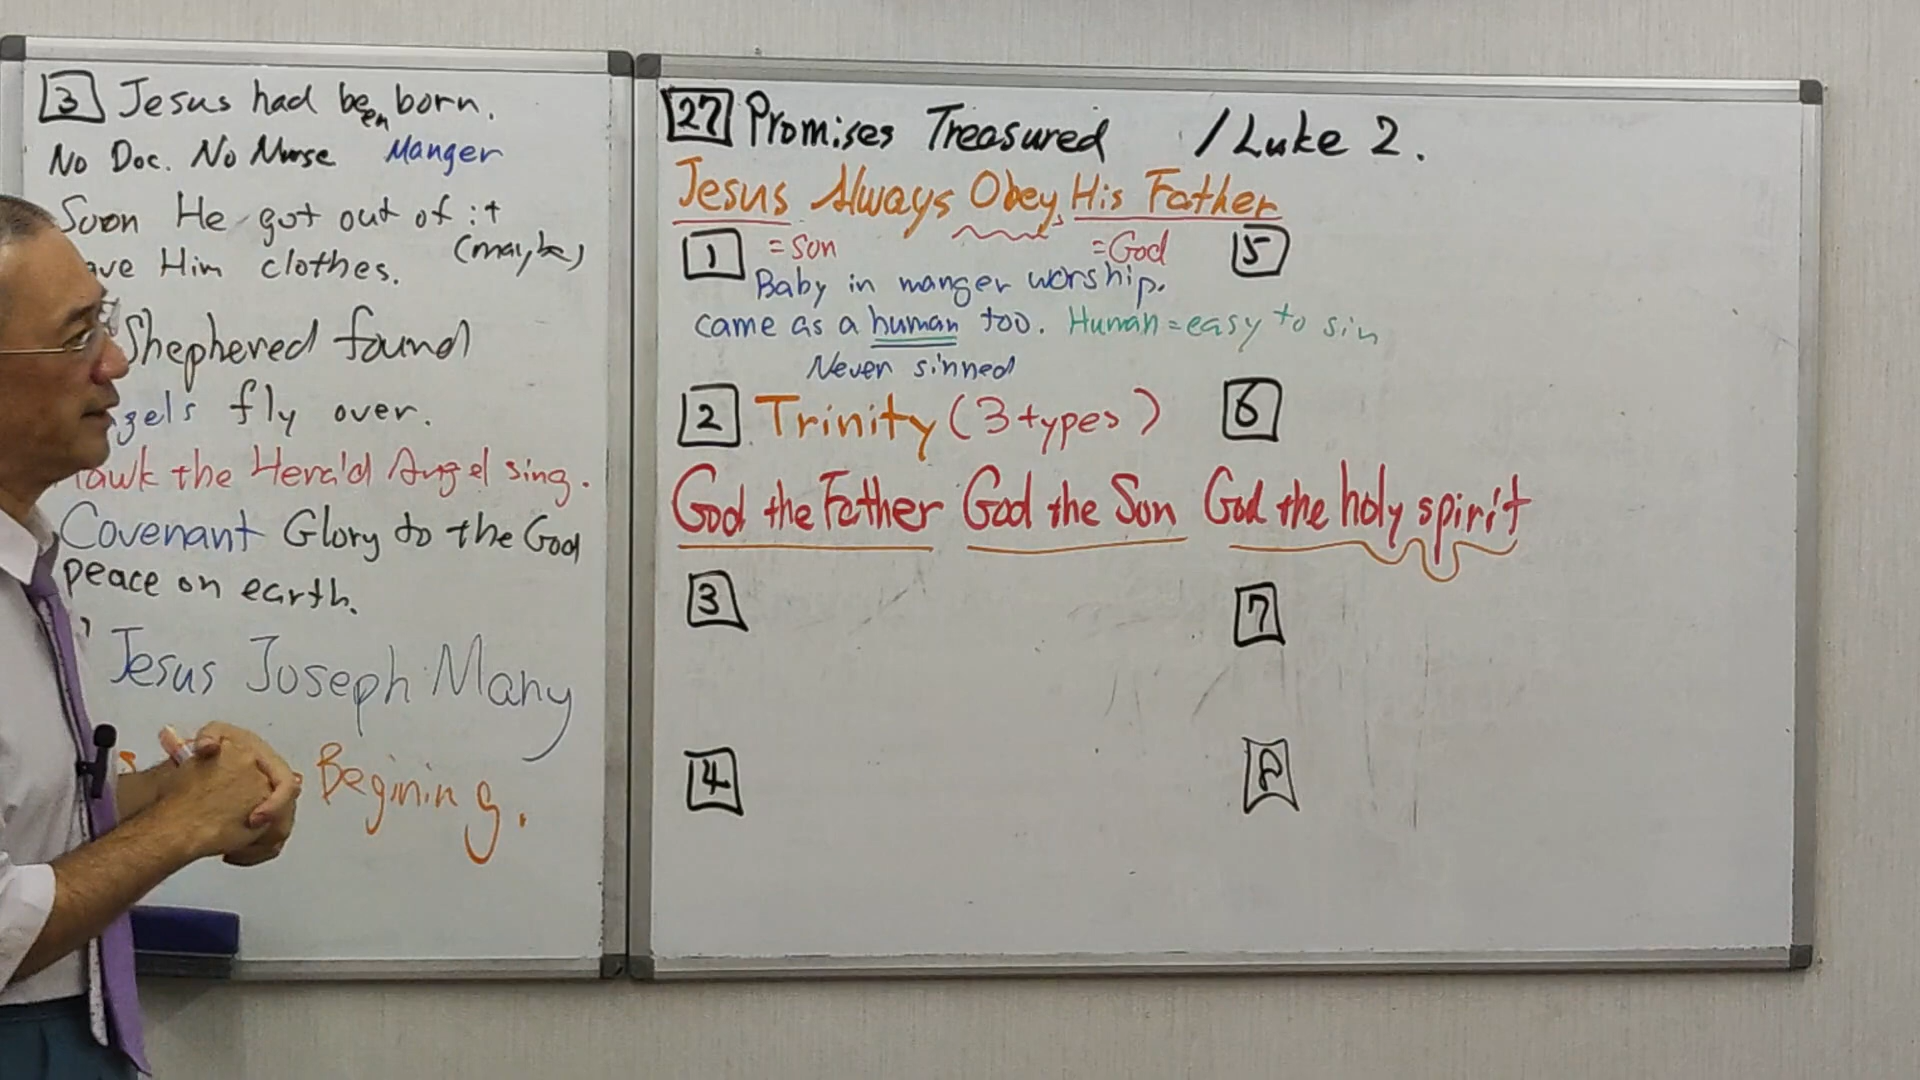 3 Jesus had been born.
No Doc. No Nurse Manger
Soon He got out of it
(maybe)
ave Him clothes.
Shephered found
gels fly over.
awk the Herald Angel sing.
Covenant Glory to the God
peace on earth.
Jesus Joseph Mary
Beginin g.
27 Promises Treasured / Luke 2.
Jesus Always Obey, His Father
1 = Son = God 5
Baby in manger worship.
came as a human too. Human = easy to sin
Never sinned
2 Trinity (3 types) 6
God the Father God the Son God the holy spirit
3 7
4 8